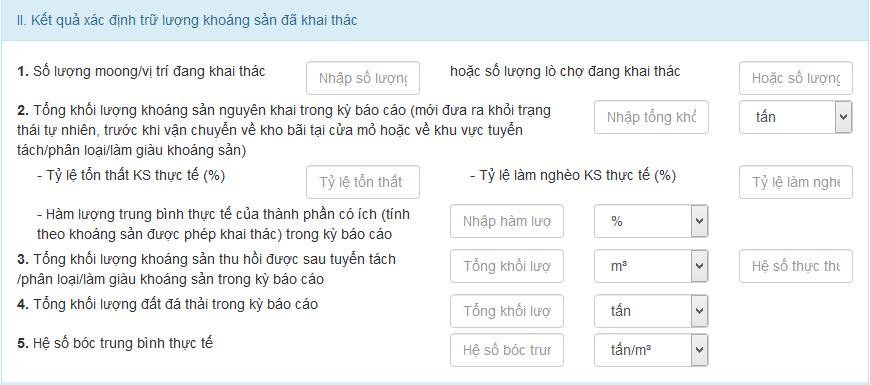 II. Kết quả xác định trữ lượng khoáng sản đã khai thác
1. Số lượng moong/vị trí đang khai thác Nhập số lượng hoặc số lượng lò chợ đang khai thác Hoặc số lượng
2. Tổng khối lượng khoáng sản nguyên khai trong kỳ báo cáo (mới đưa ra khỏi trạng Nhập tổng khố tấn
thái tự nhiên, trước khi vận chuyển về kho bãi tại cửa mỏ hoặc về khu vực tuyển
tách/phân loại/làm giàu khoáng sản)
- Tỷ lệ tổn thất KS thực tế (%) Tỷ lệ tổn thất - Tỷ lệ làm nghèo KS thực tế (%) Tỷ lệ làm nghè
- Hàm lượng trung bình thực tế của thành phần có ích (tính Nhập hàm lượ %
theo khoáng sản được phép khai thác) trong kỳ báo cáo
3. Tổng khối lượng khoáng sản thu hồi được sau tuyển tách Tổng khối lượ m³ Hệ số thực thu
/phân loại/làm giàu khoáng sản trong kỳ báo cáo
4. Tổng khối lượng đất đá thải trong kỳ báo cáo Tổng khối lượ tấn
5. Hệ số bóc trung bình thực tế Hệ số bóc trun tấn/m³